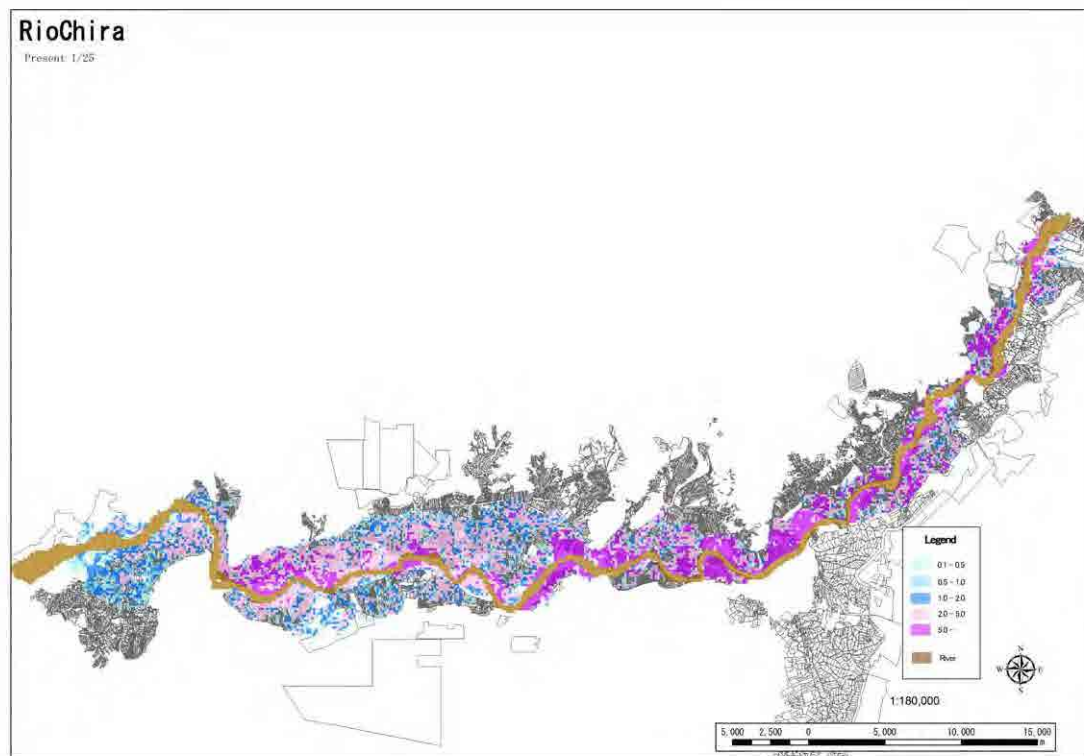 RioChira
Present 1/25
Legend
0.1 - 0.5
0.5 - 1.0
1.0 - 2.0
2.0 - 5.0
5.0 -
River
N
W E
S
1:180,000
5,000 2,500 0 5,000 10,000 15,000
m